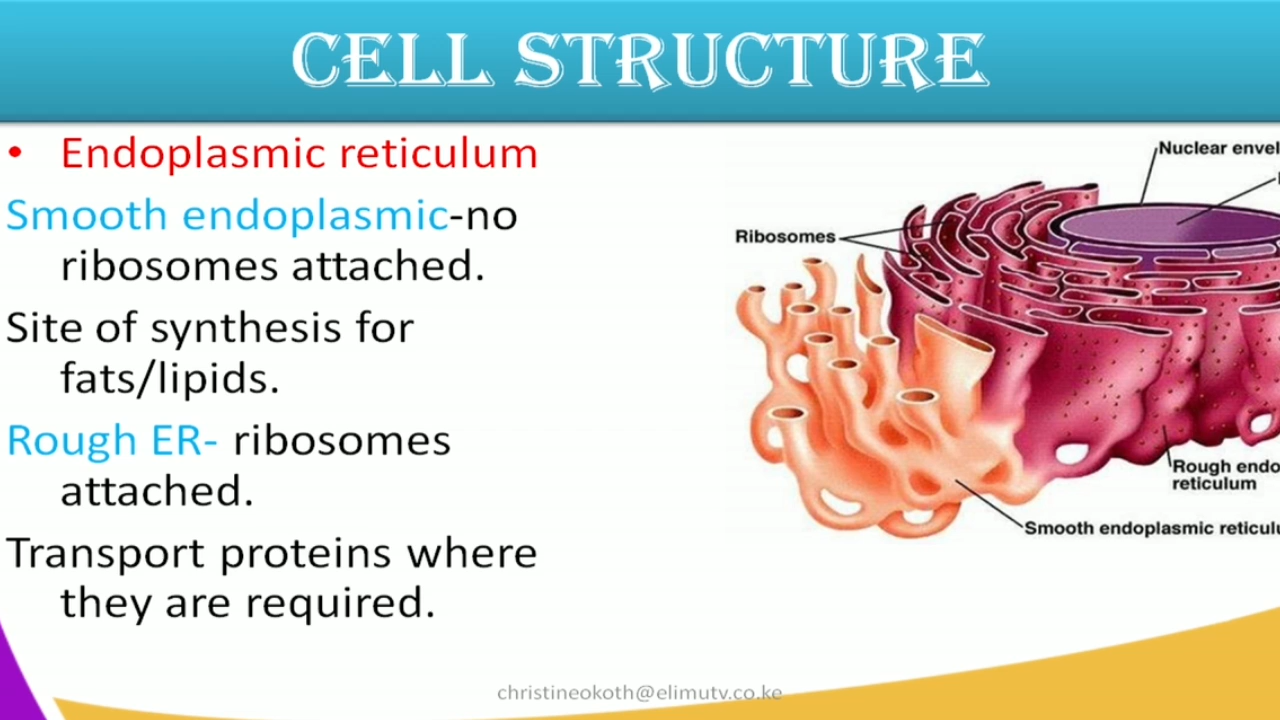 CELL STRUCTURE
• Endoplasmic reticulum
Smooth endoplasmic-no
ribosomes attached.
Site of synthesis for
fats/lipids.
Rough ER- ribosomes
attached.
Transport proteins where
they are required.
Nuclear envel
Ribosomes
Rough endo
reticulum
Smooth endoplasmic reticulu
christineokoth@elimutv.co.ke